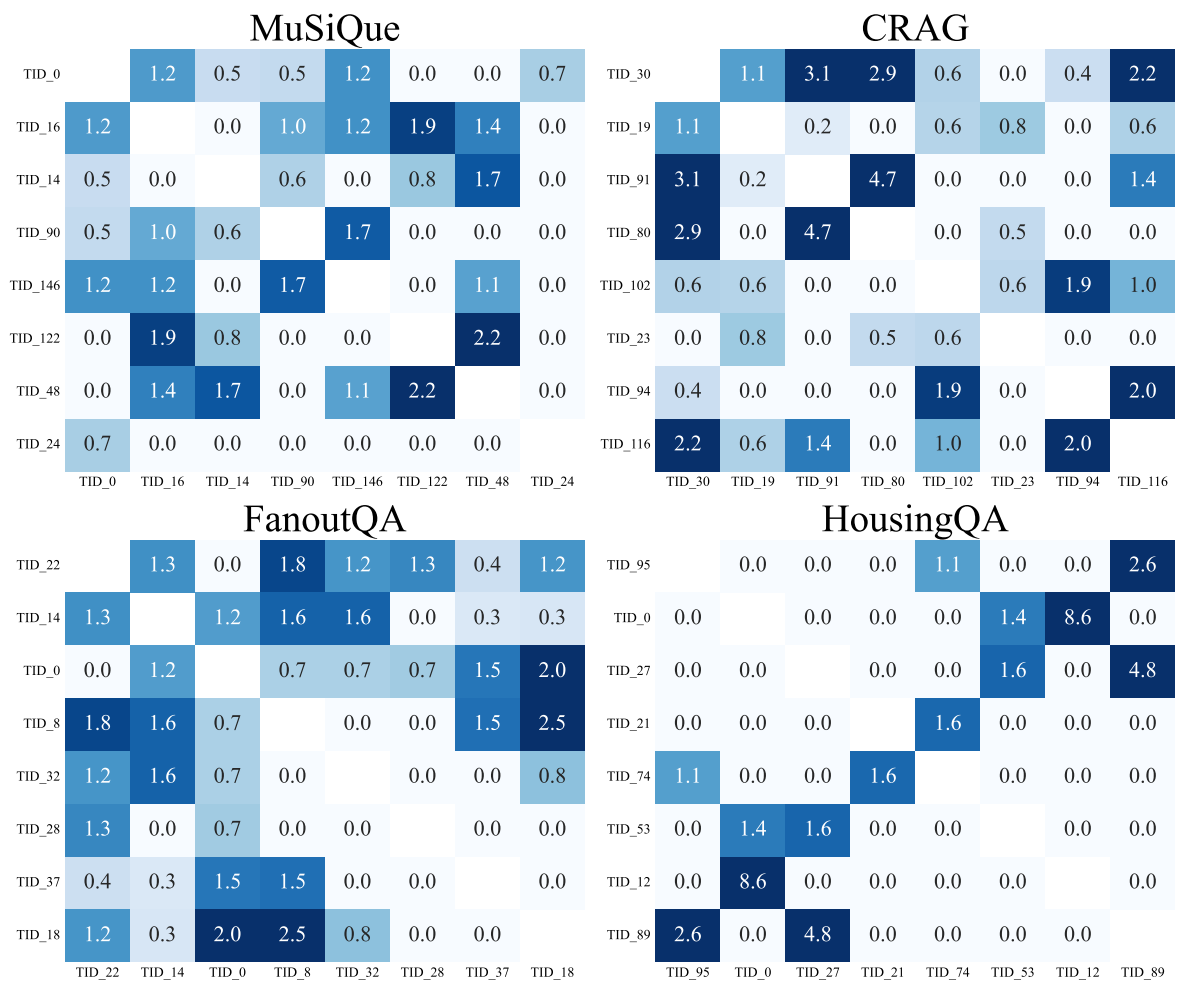 MuSiQue
TID_0 1.2 0.5 0.5 1.2 0.0 0.0 0.7
TID_16 1.2 0.0 1.0 1.2 1.9 1.4 0.0
TID_14 0.5 0.0 0.6 0.0 0.8 1.7 0.0
TID_90 0.5 1.0 0.6 1.7 0.0 0.0 0.0
TID_146 1.2 1.2 0.0 1.7 0.0 1.1 0.0
TID_122 0.0 1.9 0.8 0.0 0.0 2.2 0.0
TID_48 0.0 1.4 1.7 0.0 1.1 2.2 0.0
TID_24 0.7 0.0 0.0 0.0 0.0 0.0 0.0
TID_0 TID_16 TID_14 TID_90 TID_146 TID_122 TID_48 TID_24
CRAG
TID_30 1.1 3.1 2.9 0.6 0.0 0.4 2.2
TID_19 1.1 0.2 0.0 0.6 0.8 0.0 0.6
TID_91 3.1 0.2 4.7 0.0 0.0 0.0 1.4
TID_80 2.9 0.0 4.7 0.0 0.5 0.0 0.0
TID_102 0.6 0.6 0.0 0.0 0.6 1.9 1.0
TID_23 0.0 0.8 0.0 0.5 0.6 0.0 0.0
TID_94 0.4 0.0 0.0 0.0 1.9 0.0 2.0
TID_116 2.2 0.6 1.4 0.0 1.0 0.0 2.0
TID_30 TID_19 TID_91 TID_80 TID_102 TID_23 TID_94 TID_116
FanoutQA
TID_22 1.3 0.0 1.8 1.2 1.3 0.4 1.2
TID_14 1.3 1.2 1.6 1.6 0.0 0.3 0.3
TID_0 0.0 1.2 0.7 0.7 0.7 1.5 2.0
TID_8 1.8 1.6 0.7 0.0 0.0 1.5 2.5
TID_32 1.2 1.6 0.7 0.0 0.0 0.0 0.8
TID_28 1.3 0.0 0.7 0.0 0.0 0.0 0.0
TID_37 0.4 0.3 1.5 1.5 0.0 0.0 0.0
TID_18 1.2 0.3 2.0 2.5 0.8 0.0 0.0
TID_22 TID_14 TID_0 TID_8 TID_32 TID_28 TID_37 TID_18
HousingQA
TID_95 0.0 0.0 0.0 1.1 0.0 0.0 2.6
TID_0 0.0 0.0 0.0 0.0 1.4 8.6 0.0
TID_27 0.0 0.0 0.0 0.0 1.6 0.0 4.8
TID_21 0.0 0.0 0.0 1.6 0.0 0.0 0.0
TID_74 1.1 0.0 0.0 1.6 0.0 0.0 0.0
TID_53 0.0 1.4 1.6 0.0 0.0 0.0 0.0
TID_12 0.0 8.6 0.0 0.0 0.0 0.0 0.0
TID_89 2.6 0.0 4.8 0.0 0.0 0.0 0.0
TID_95 TID_0 TID_27 TID_21 TID_74 TID_53 TID_12 TID_89